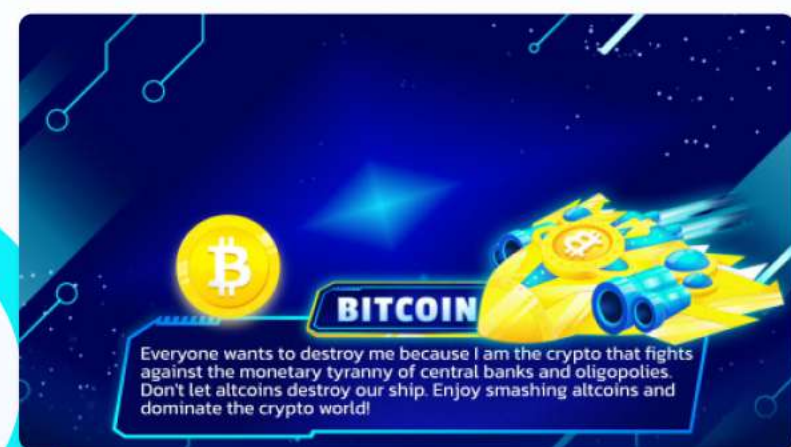 BITCOIN
Everyone wants to destroy me because I am the crypto that fights
against the monetary tyranny of central banks and oligopolies.
Don't let altcoins destroy our ship. Enjoy smashing altcoins and
dominate the crypto world!